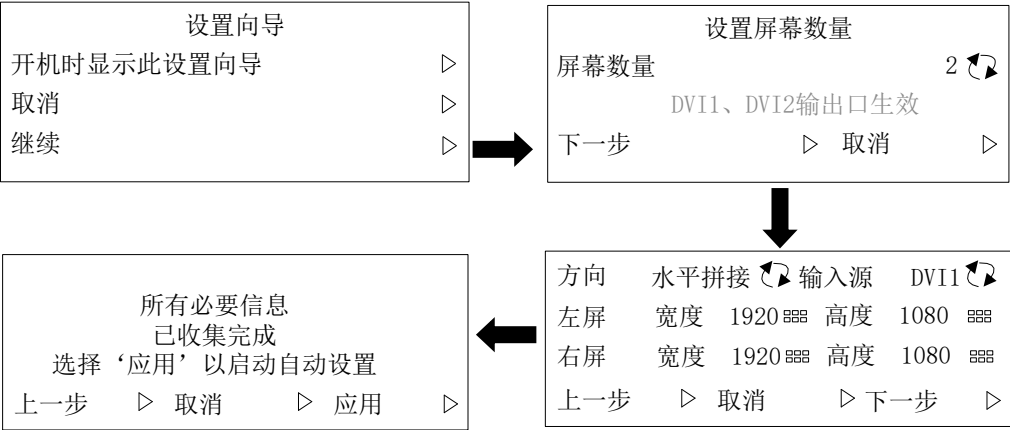 设置向导
开机时显示此设置向导
取消
继续
设置屏幕数量
屏幕数量 2
DVI1、DVI2输出口生效
下一步 取消
方向 水平拼接 输入源 DVI1
左屏 宽度 1920 高度 1080
右屏 宽度 1920 高度 1080
上一步 取消 下一步
所有必要信息
已收集完成
选择‘应用’以启动自动设置
上一步 取消 应用